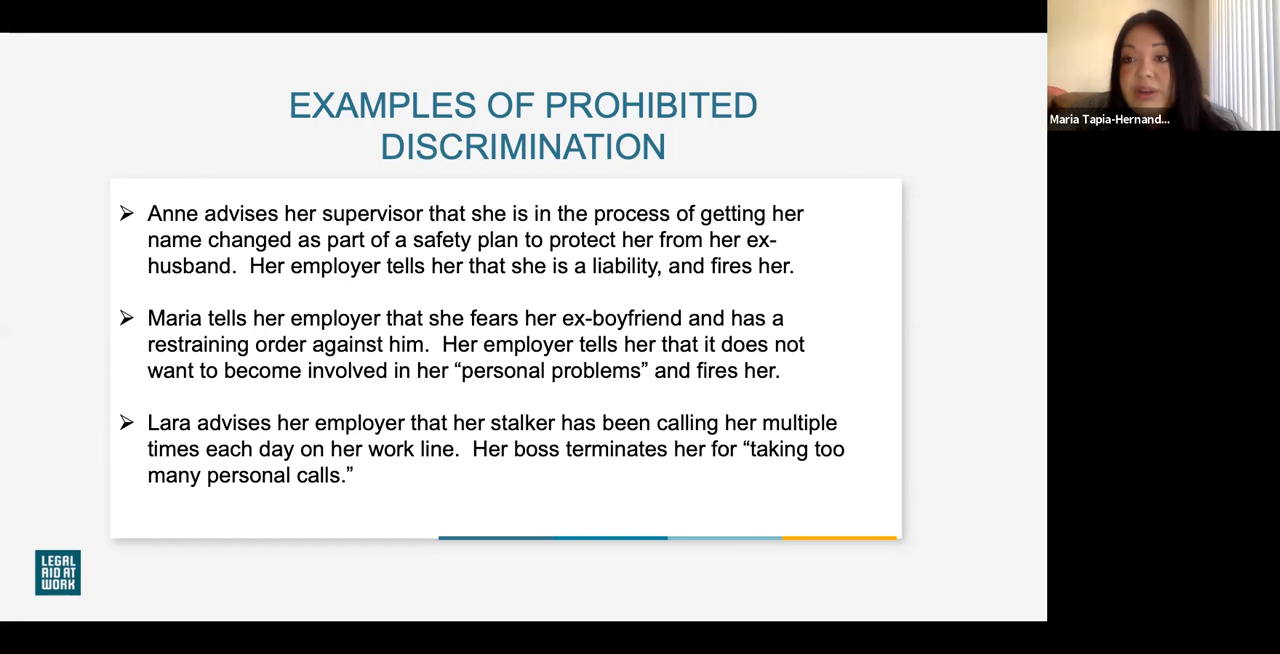 EXAMPLES OF PROHIBITED
DISCRIMINATION
Anne advises her supervisor that she is in the process of getting her
name changed as part of a safety plan to protect her from her ex-
husband.  Her employer tells her that she is a liability, and fires her.
Maria tells her employer that she fears her ex-boyfriend and has a
restraining order against him.  Her employer tells her that it does not
want to become involved in her “personal problems” and fires her.
Lara advises her employer that her stalker has been calling her multiple
times each day on her work line.  Her boss terminates her for “taking too
many personal calls.”
LEGAL
AID AT
WORK
Maria Tapia-Hernand...